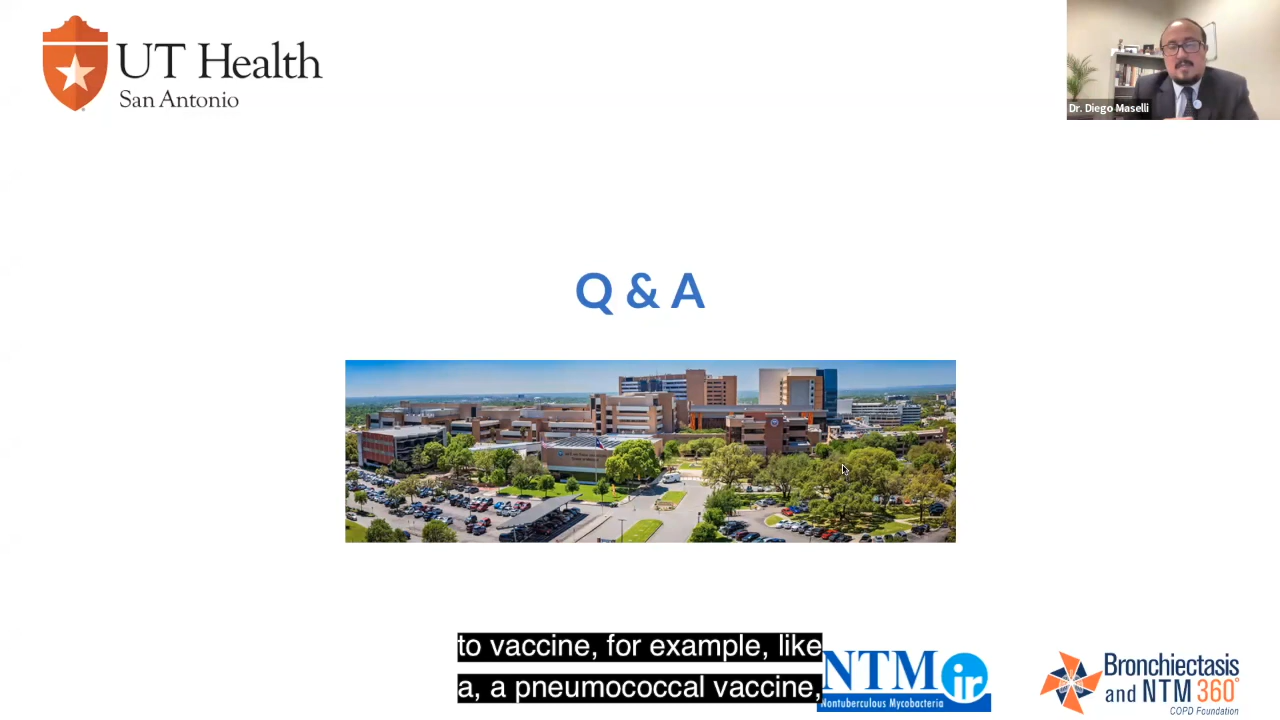 UT Health
San Antonio
Dr. Diego Maselli
Q & A
to vaccine, for example, like
a, a pneumococcal vaccine,
NTM ir
Nontuberculous Mycobacteria
Bronchiectasis
and NTM 360°
COPD Foundation